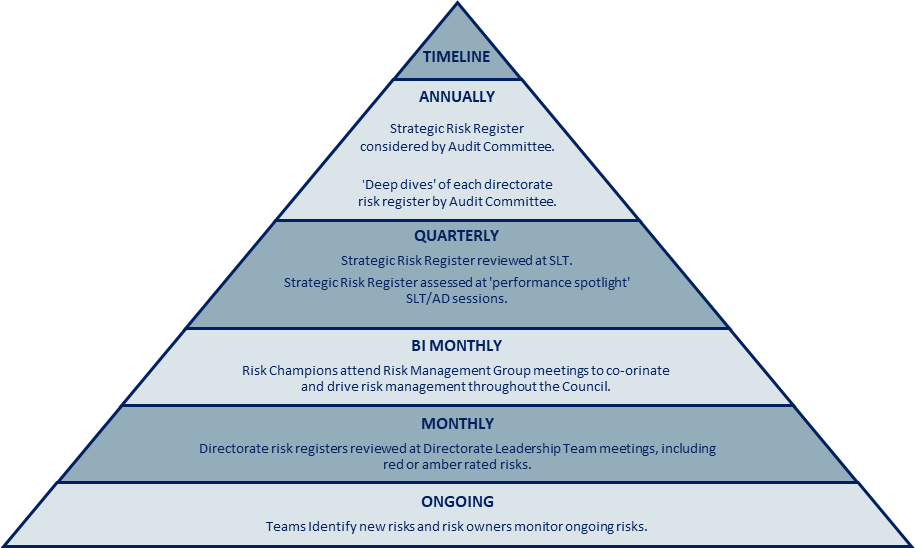 TIMELINE
ANNUALLY
Strategic Risk Register
considered by Audit Committee.
'Deep dives' of each directorate
risk register by Audit Committee.
QUARTERLY
Strategic Risk Register reviewed at SLT.
Strategic Risk Register assessed at 'performance spotlight'
SLT/AD sessions.
BI MONTHLY
Risk Champions attend Risk Management Group meetings to co-orinate
and drive risk management throughout the Council.
MONTHLY
Directorate risk registers reviewed at Directorate Leadership Team meetings, including
red or amber rated risks.
ONGOING
Teams Identify new risks and risk owners monitor ongoing risks.